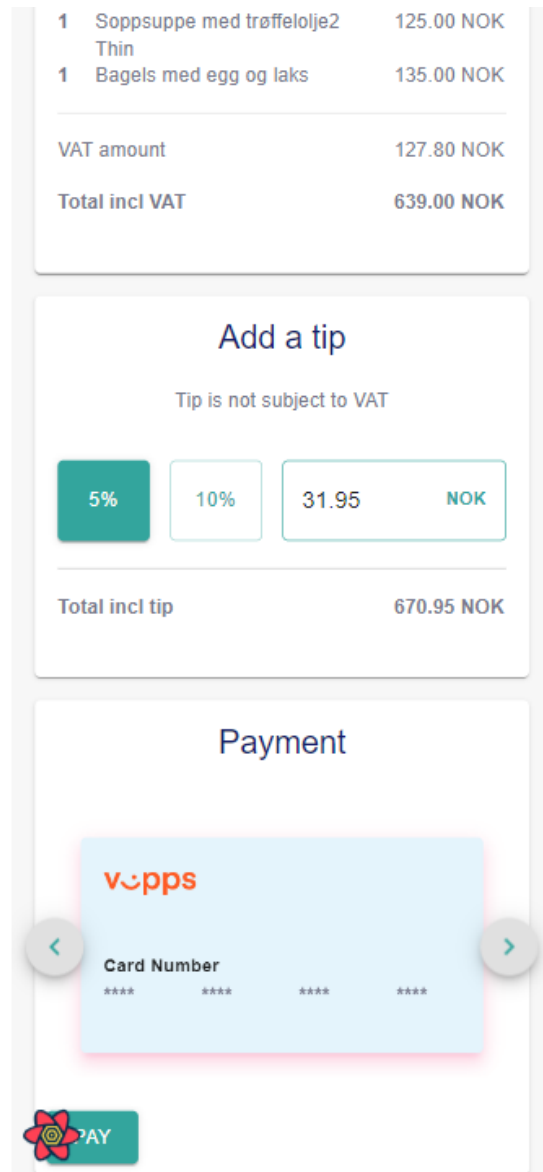 1 Soppsuppe med trøffelolje2 125.00 NOK
Thin
1 Bagels med egg og laks 135.00 NOK
VAT amount 127.80 NOK
Total incl VAT 639.00 NOK
Add a tip
Tip is not subject to VAT
5% 10% 31.95 NOK
Total incl tip 670.95 NOK
Payment
vipps
Card Number
**** **** **** ****
PAY